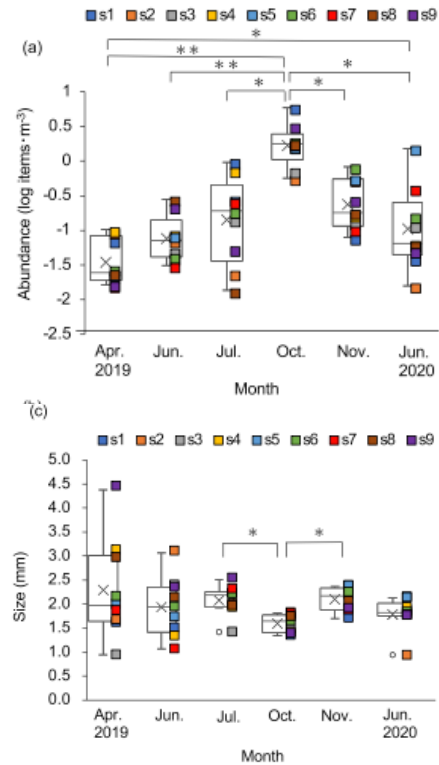 s1 s2 s3 s4 s5 s6 s7 s8 s9
(a)
*
**
**
*
*
*
Abundance (log items·m-3)
1
0.5
0
-0.5
-1
-1.5
-2
-2.5
Apr. Jun. Jul. Oct. Nov. Jun.
2019 2020
Month
(c)
s1 s2 s3 s4 s5 s6 s7 s8 s9
Size (mm)
5.0
4.5
4.0
3.5
3.0
2.5
2.0
1.5
1.0
0.5
0.0
*
*
Apr. Jun. Jul. Oct. Nov. Jun.
2019 2020
Month